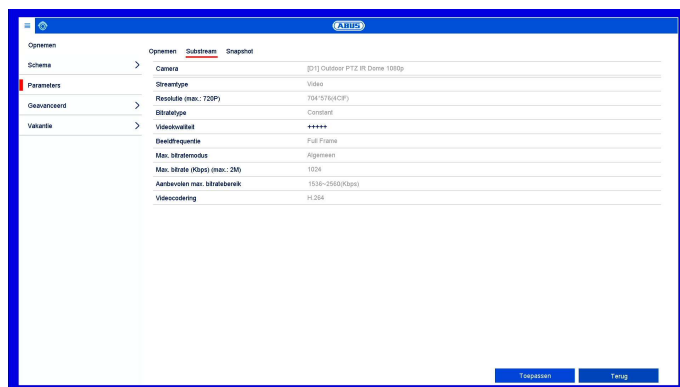 ABUS
Opnemen
Schema
Parameters
Geavanceerd
Vakantie
Opnemen Substream Snapshot
Camera [D1] Outdoor PTZ IR Dome 1080p
Streamtype Video
Resolutie (max.: 720P) 704*576(4CIF)
Bitratetype Constant
Videokwaliteit +++++
Beeldfrequentie Full Frame
Max. bitratemodus Algemeen
Max. bitrate (Kbps) (max.: 2M) 1024
Aanbevolen max. bitratebereik 1536~2560(Kbps)
Videocodering H.264
Toepassen Terug